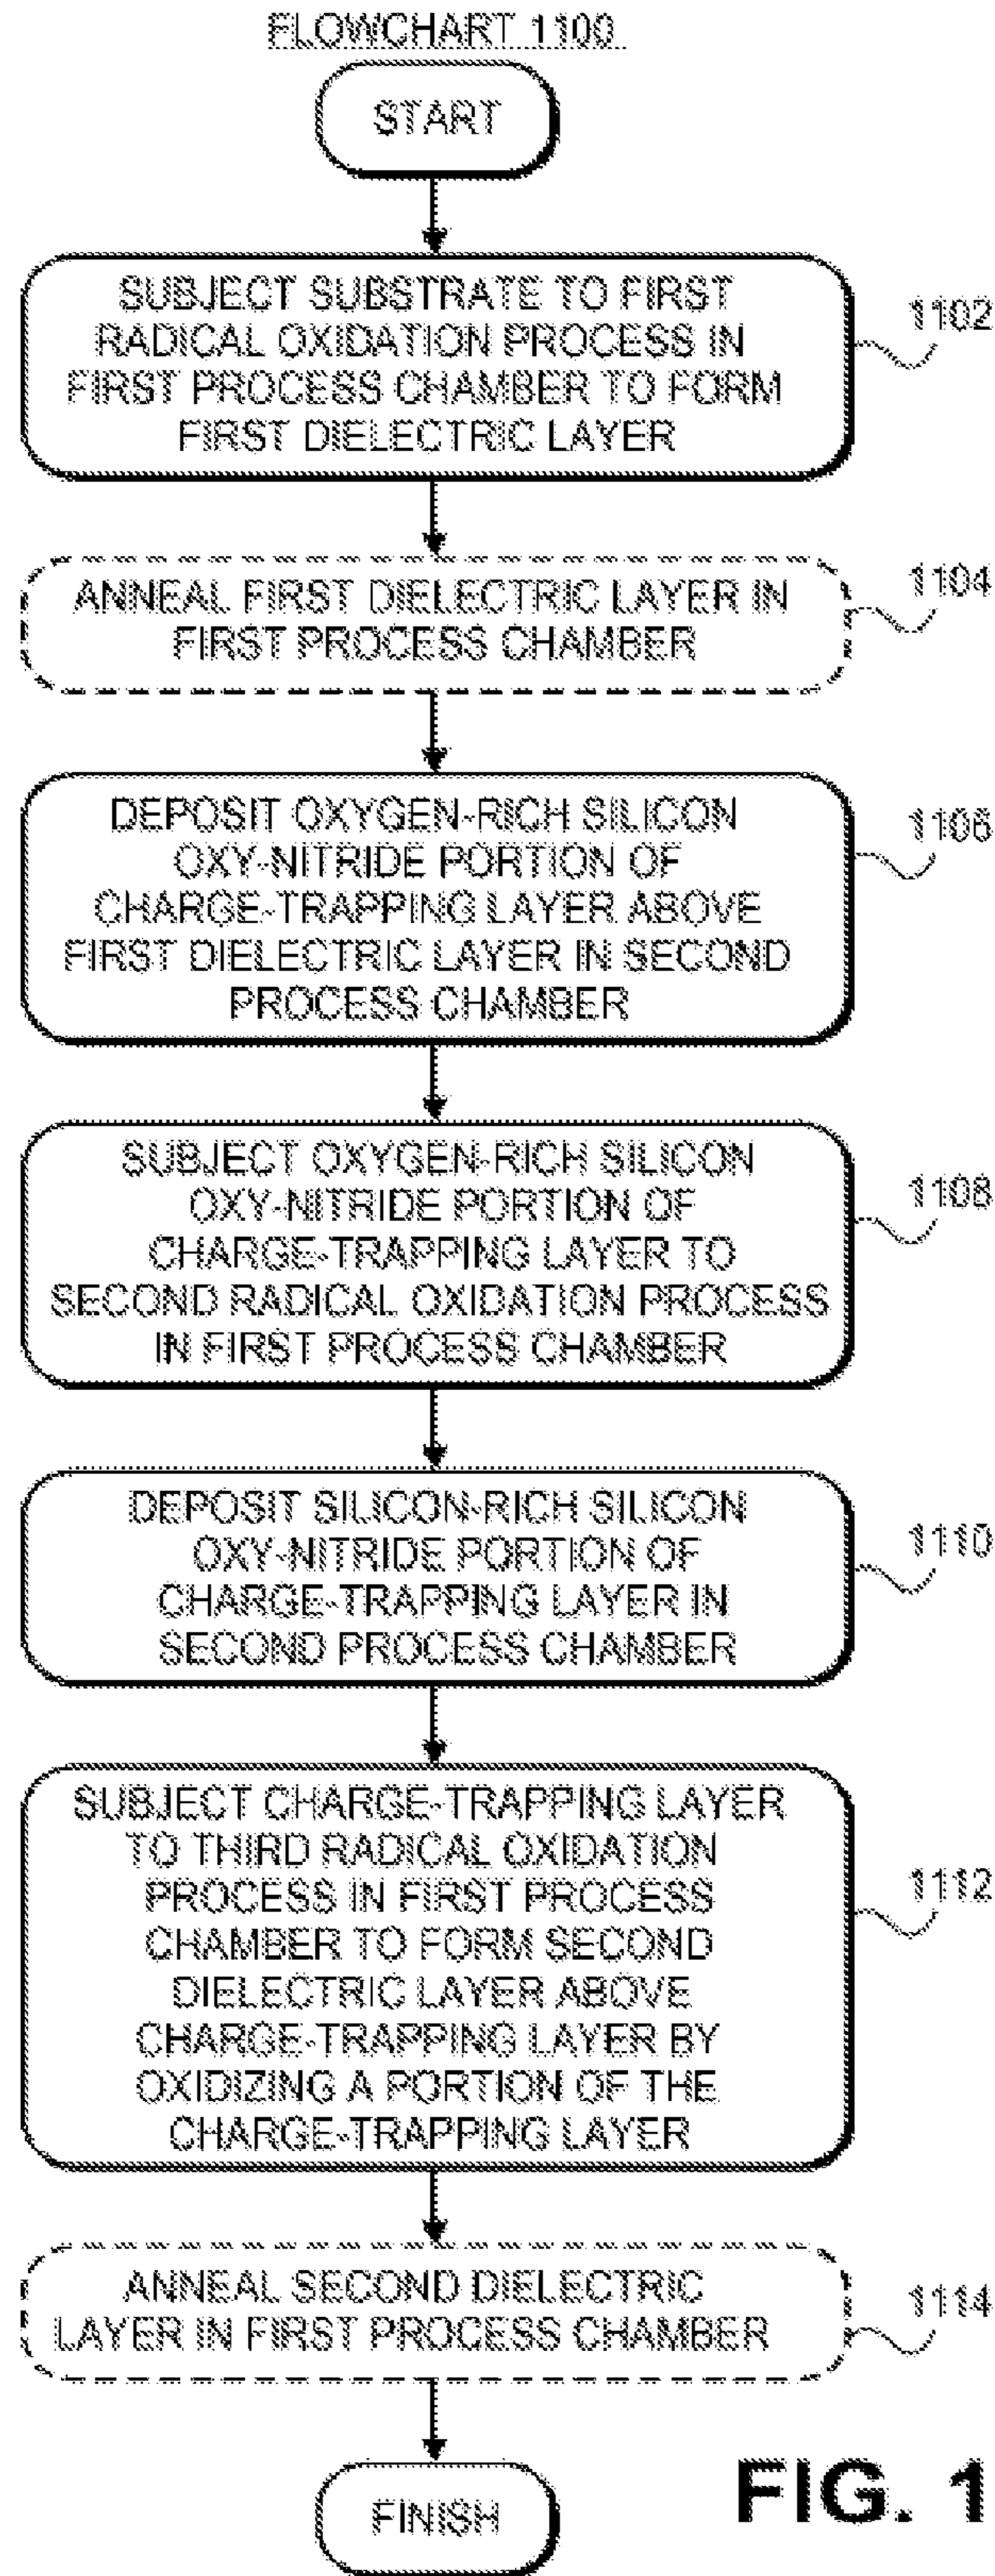 FLOWCHART 1100
START
SUBJECT SUBSTRATE TO FIRST
RADICAL OXIDATION PROCESS IN
FIRST PROCESS CHAMBER TO FORM
FIRST DIELECTRIC LAYER
1102
ANNEAL FIRST DIELECTRIC LAYER IN
FIRST PROCESS CHAMBER
1104
DEPOSIT OXYGEN-RICH SILICON
OXY-NITRIDE PORTION OF
CHARGE-TRAPPING LAYER ABOVE
FIRST DIELECTRIC LAYER IN SECOND
PROCESS CHAMBER
1106
SUBJECT OXYGEN-RICH SILICON
OXY-NITRIDE PORTION OF
CHARGE-TRAPPING LAYER TO
SECOND RADICAL OXIDATION PROCESS
IN FIRST PROCESS CHAMBER
1108
DEPOSIT SILICON-RICH SILICON
OXY-NITRIDE PORTION OF
CHARGE-TRAPPING LAYER IN
SECOND PROCESS CHAMBER
1110
SUBJECT CHARGE-TRAPPING LAYER
TO THIRD RADICAL OXIDATION
PROCESS IN FIRST PROCESS
CHAMBER TO FORM SECOND
DIELECTRIC LAYER ABOVE
CHARGE-TRAPPING LAYER BY
OXIDIZING A PORTION OF THE
CHARGE-TRAPPING LAYER
1112
ANNEAL SECOND DIELECTRIC
LAYER IN FIRST PROCESS CHAMBER
1114
FINISH
FIG. 1